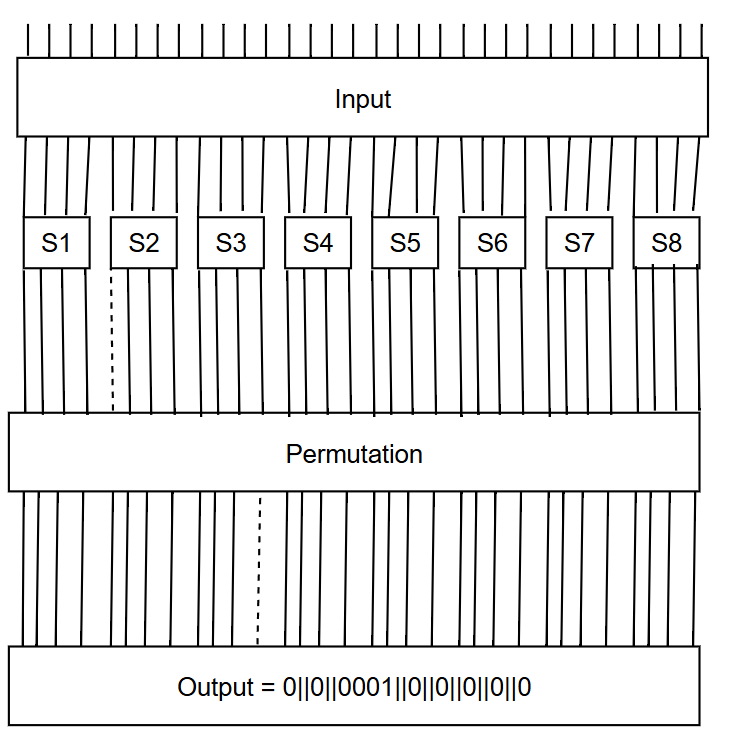 Input
S1 S2 S3 S4 S5 S6 S7 S8
Permutation
Output = 0||0||0001||0||0||0||0||0